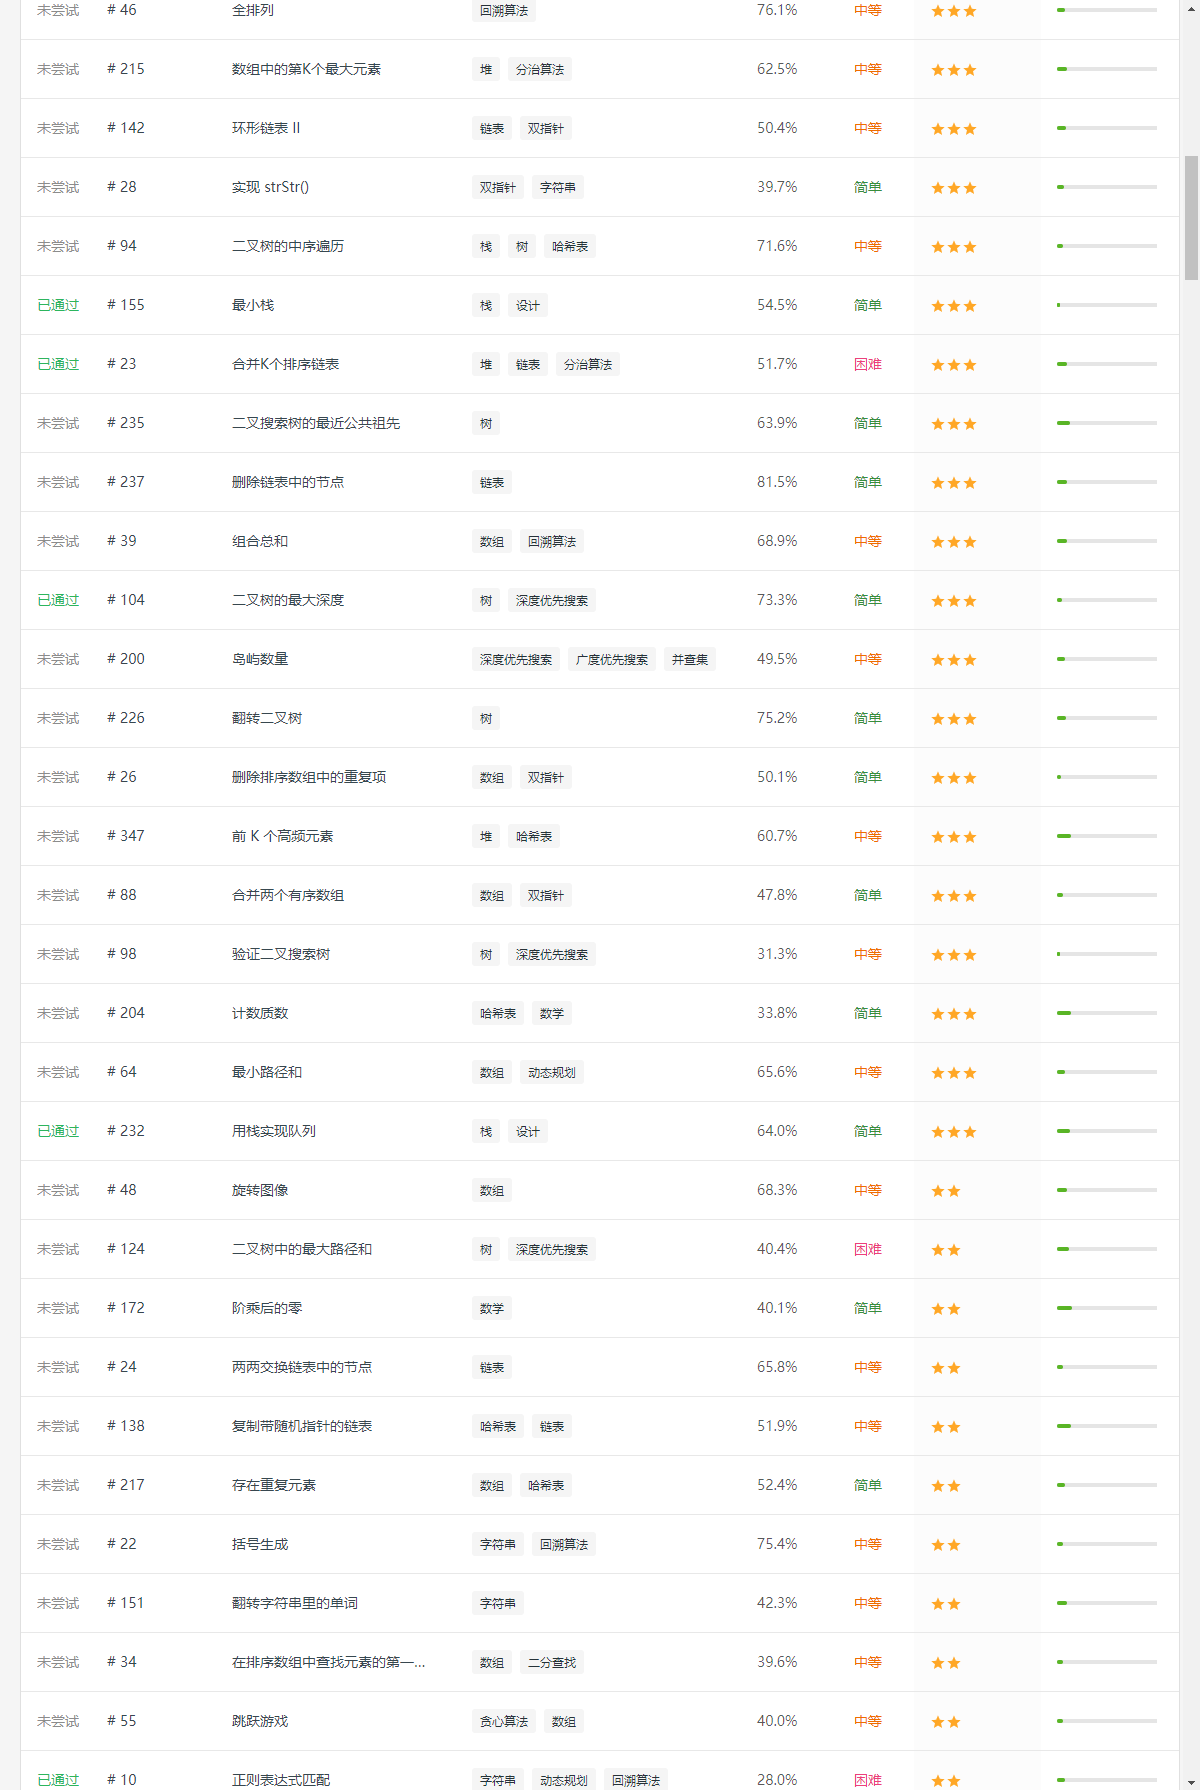 未尝试 # 46 全排列 回溯算法 76.1% 中等
未尝试 # 215 数组中的第K个最大元素 堆 分治算法 62.5% 中等
未尝试 # 142 环形链表 II 链表 双指针 50.4% 中等
未尝试 # 28 实现 strStr() 双指针 字符串 39.7% 简单
未尝试 # 94 二叉树的中序遍历 栈 树 哈希表 71.6% 中等
已通过 # 155 最小栈 栈 设计 54.5% 简单
已通过 # 23 合并K个排序链表 堆 链表 分治算法 51.7% 困难
未尝试 # 235 二叉搜索树的最近公共祖先 树 63.9% 简单
未尝试 # 237 删除链表中的节点 链表 81.5% 简单
未尝试 # 39 组合总和 数组 回溯算法 68.9% 中等
已通过 # 104 二叉树的最大深度 树 深度优先搜索 73.3% 简单
未尝试 # 200 岛屿数量 深度优先搜索 广度优先搜索 并查集 49.5% 中等
未尝试 # 226 翻转二叉树 树 75.2% 简单
未尝试 # 26 删除排序数组中的重复项 数组 双指针 50.1% 简单
未尝试 # 347 前 K 个高频元素 堆 哈希表 60.7% 中等
未尝试 # 88 合并两个有序数组 数组 双指针 47.8% 简单
未尝试 # 98 验证二叉搜索树 树 深度优先搜索 31.3% 中等
未尝试 # 204 计数质数 哈希表 数学 33.8% 简单
未尝试 # 64 最小路径和 数组 动态规划 65.6% 中等
已通过 # 232 用栈实现队列 栈 设计 64.0% 简单
未尝试 # 48 旋转图像 数组 68.3% 中等
未尝试 # 124 二叉树中的最大路径和 树 深度优先搜索 40.4% 困难
未尝试 # 172 阶乘后的零 数学 40.1% 简单
未尝试 # 24 两两交换链表中的节点 链表 65.8% 中等
未尝试 # 138 复制带随机指针的链表 哈希表 链表 51.9% 中等
未尝试 # 217 存在重复元素 数组 哈希表 52.4% 简单
未尝试 # 22 括号生成 字符串 回溯算法 75.4% 中等
未尝试 # 151 翻转字符串里的单词 字符串 42.3% 中等
未尝试 # 34 在排序数组中查找元素的第一... 数组 二分查找 39.6% 中等
未尝试 # 55 跳跃游戏 贪心算法 数组 40.0% 中等
已通过 # 10 正则表达式匹配 字符串 动态规划 回溯算法 28.0% 困难